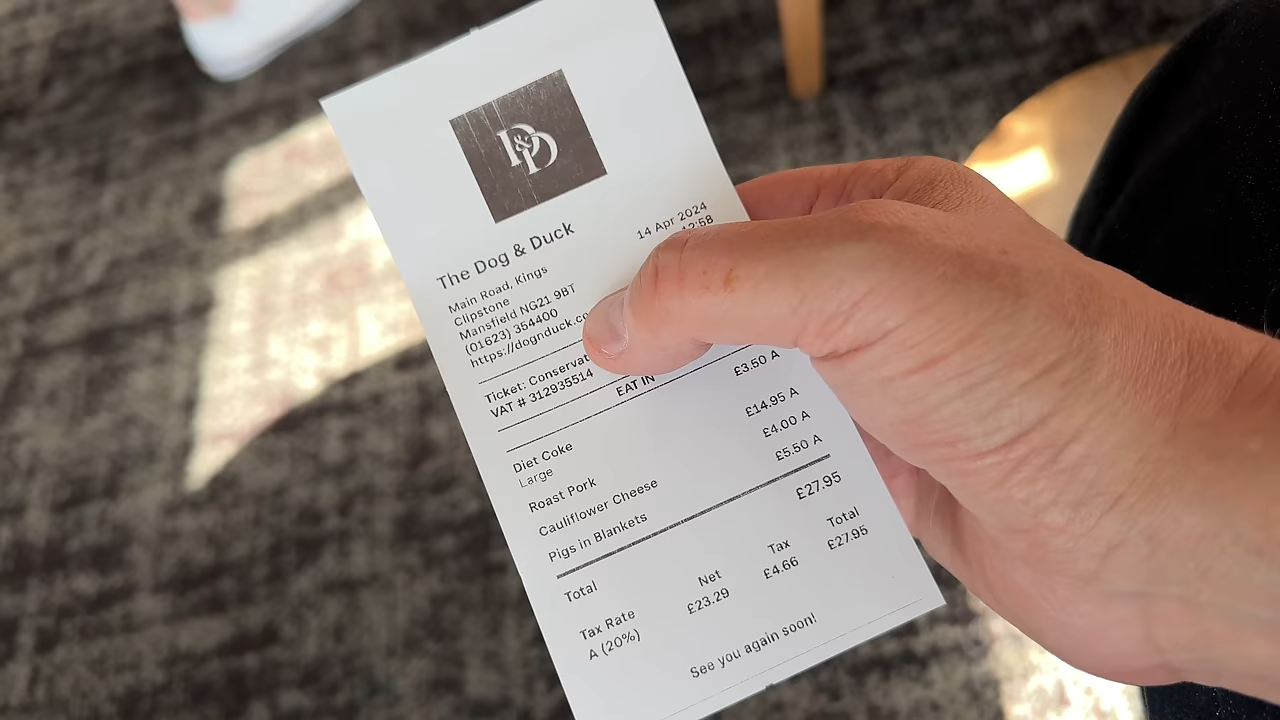 D&D
The Dog & Duck
14 Apr 2024
12:58
Main Road, Kings
Clipstone
Mansfield NG21 9BT
(01623) 354400
https://dognduck.co
Ticket: Conservat
VAT # 312935514
EAT IN
Diet Coke £3.50 A
Large
Roast Pork £14.95 A
Cauliflower Cheese £4.00 A
Pigs in Blankets £5.50 A
Total £27.95
Tax Rate Net Tax Total
A (20%) £23.29 £4.66 £27.95
See you again soon!